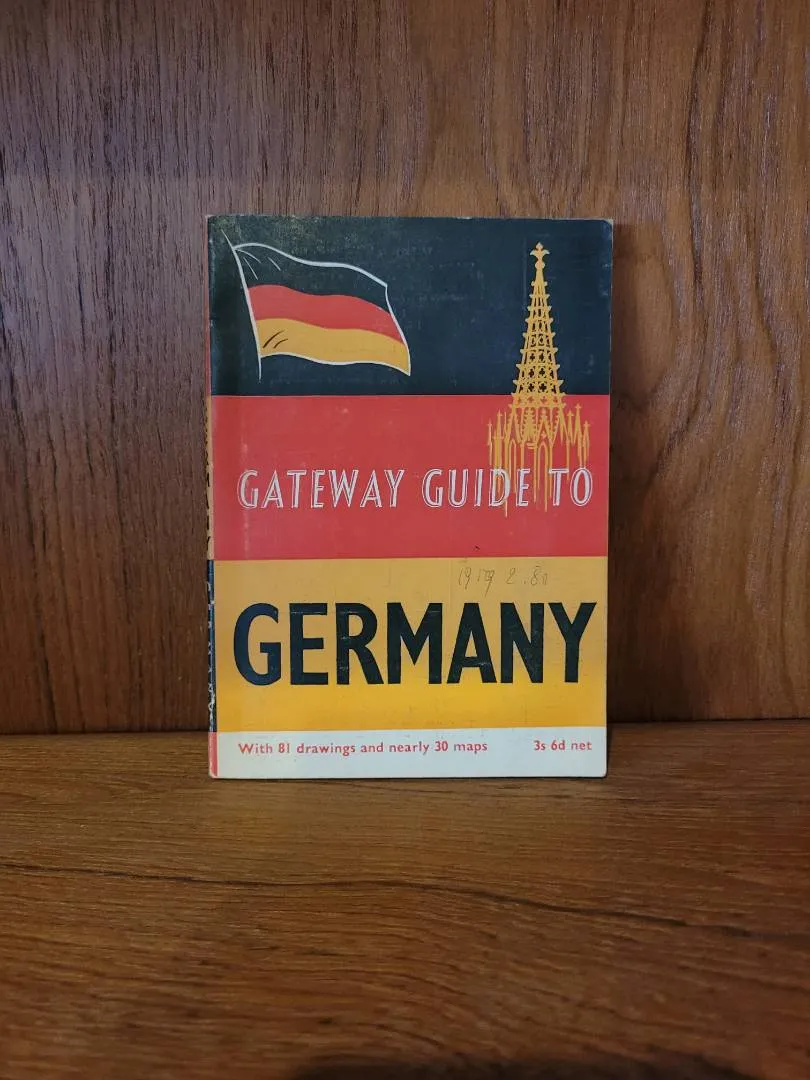 GATEWAY GUIDE TO
GERMANY
With 81 drawings and nearly 30 maps 3s 6d net